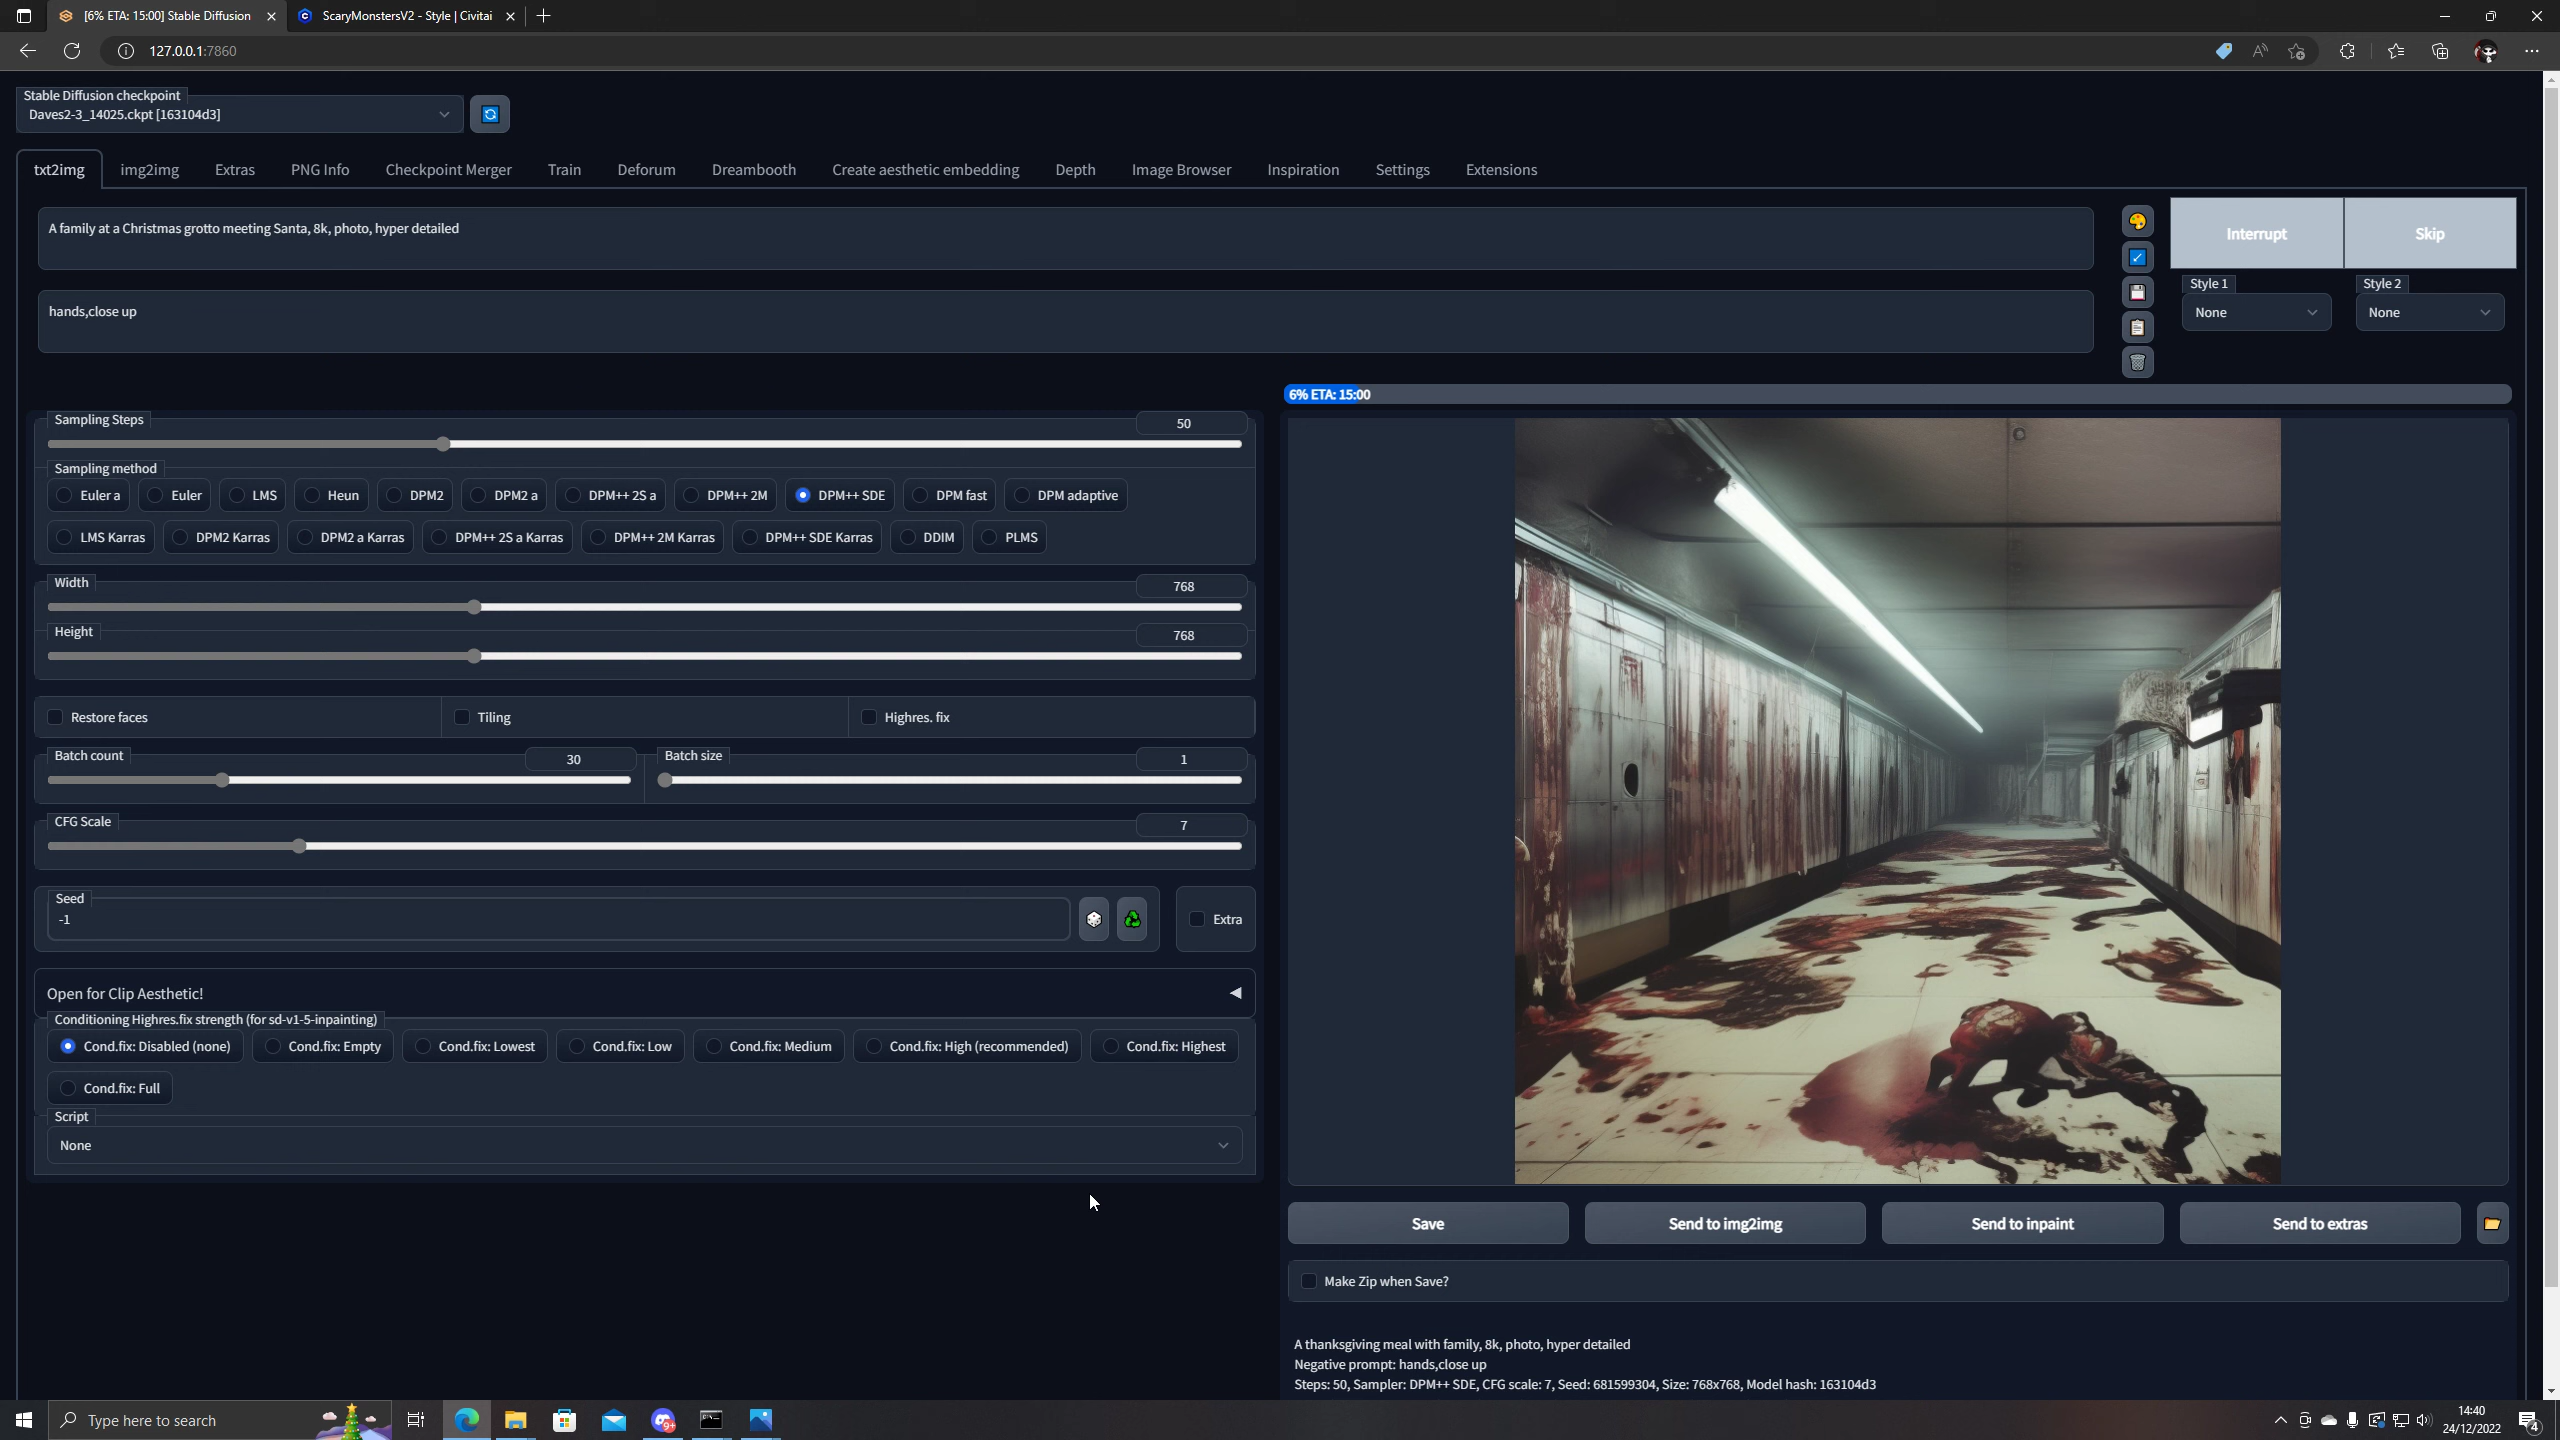 [6% ETA: 15:00] Stable Diffusion
ScaryMonstersV2 - Style | Civitai
127.0.0.1:7860
Stable Diffusion checkpoint
Daves2-3_14025.ckpt [163104d3]
txt2img img2img Extras PNG Info Checkpoint Merger Train Deforum Dreambooth Create aesthetic embedding Depth Image Browser Inspiration Settings Extensions
A family at a Christmas grotto meeting Santa, 8k, photo, hyper detailed
Interrupt Skip
Style 1 Style 2
None None
hands,close up
6% ETA: 15:00
Sampling Steps 50
Sampling method
Euler a Euler LMS Heun DPM2 DPM2 a DPM++ 2S a DPM++ 2M DPM++ SDE DPM fast DPM adaptive
LMS Karras DPM2 Karras DPM2 a Karras DPM++ 2S a Karras DPM++ 2M Karras DPM++ SDE Karras DDIM PLMS
Width 768
Height 768
Restore faces Tiling Highres. fix
Batch count 30 Batch size 1
CFG Scale 7
Seed
-1
Extra
Open for Clip Aesthetic!
Conditioning Highres.fix strength (for sd-v1-5-inpainting)
Cond.fix: Disabled (none) Cond.fix: Empty Cond.fix: Lowest Cond.fix: Low Cond.fix: Medium Cond.fix: High (recommended) Cond.fix: Highest
Cond.fix: Full
Script
None
Save Send to img2img Send to inpaint Send to extras
Make Zip when Save?
A thanksgiving meal with family, 8k, photo, hyper detailed
Negative prompt: hands,close up
Steps: 50, Sampler: DPM++ SDE, CFG scale: 7, Seed: 681599304, Size: 768x768, Model hash: 163104d3
Type here to search
9+
14:40
24/12/2022
4